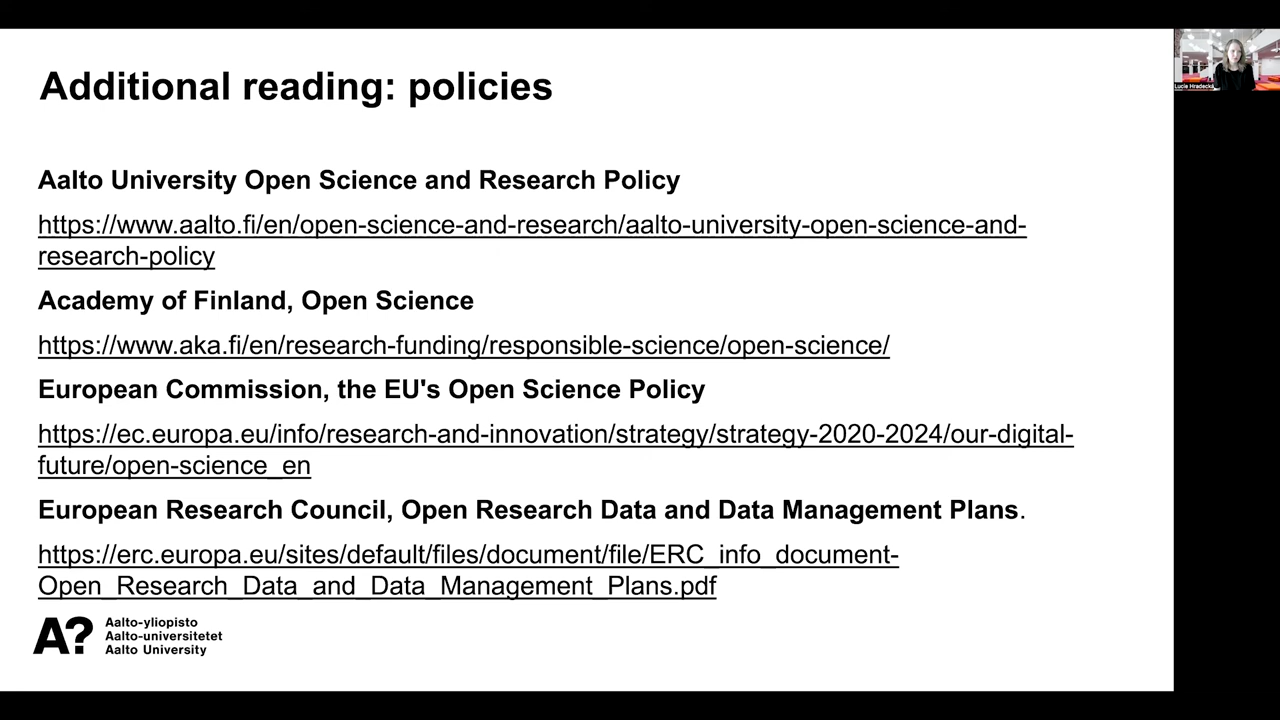 Additional reading: policies
Lucie Hradecká
Aalto University Open Science and Research Policy
https://www.aalto.fi/en/open-science-and-research/aalto-university-open-science-and-
research-policy
Academy of Finland, Open Science
https://www.aka.fi/en/research-funding/responsible-science/open-science/
European Commission, the EU's Open Science Policy
https://ec.europa.eu/info/research-and-innovation/strategy/strategy-2020-2024/our-digital-
future/open-science_en
European Research Council, Open Research Data and Data Management Plans.
https://erc.europa.eu/sites/default/files/document/file/ERC_info_document-
Open_Research_Data_and_Data_Management_Plans.pdf
A?
Aalto-yliopisto
Aalto-universitetet
Aalto University